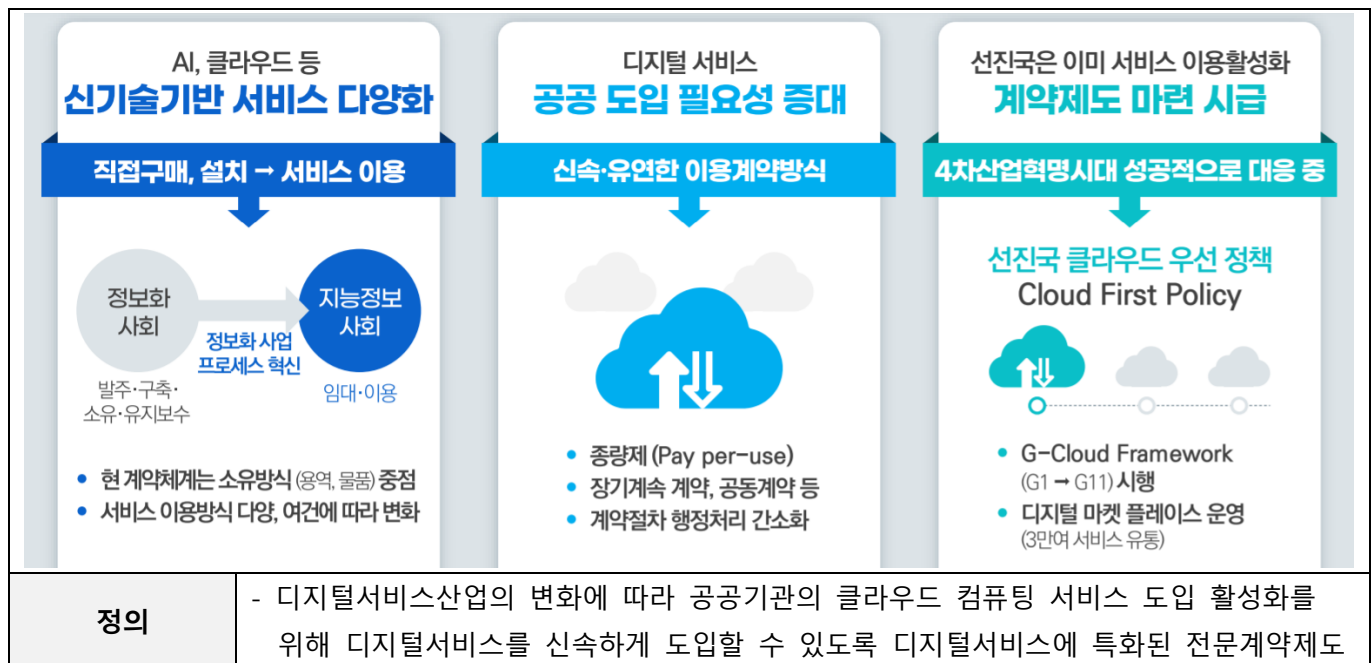 AI, 클라우드 등
신기술기반 서비스 다양화
직접구매, 설치 → 서비스 이용
정보화
사회
지능정보
사회
정보화 사업
프로세스 혁신
발주·구축·
소유·유지보수
임대·이용
• 현 계약체계는 소유방식 (용역, 물품) 중점
• 서비스 이용방식 다양, 여건에 따라 변화
디지털 서비스
공공 도입 필요성 증대
신속·유연한 이용계약방식
• 종량제 (Pay per-use)
• 장기계속 계약, 공동계약 등
• 계약절차 행정처리 간소화
선진국은 이미 서비스 이용활성화
계약제도 마련 시급
4차산업혁명시대 성공적으로 대응 중
선진국 클라우드 우선 정책
Cloud First Policy
• G-Cloud Framework
(G1 → G11) 시행
• 디지털 마켓 플레이스 운영
(3만여 서비스 유통)
정의
- 디지털서비스산업의 변화에 따라 공공기관의 클라우드 컴퓨팅 서비스 도입 활성화를
위해 디지털서비스를 신속하게 도입할 수 있도록 디지털서비스에 특화된 전문계약제도